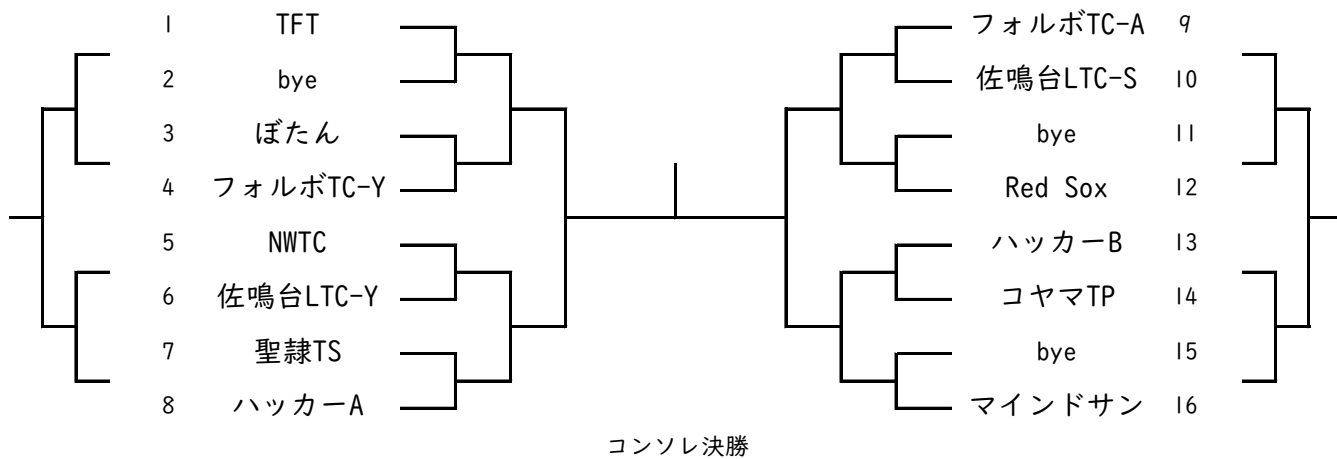 1 TFT
2 bye
3 ぼたん
4 フォルボTC-Y
5 NWTC
6 佐鳴台LTC-Y
7 聖隷TS
8 ハッカーA
フォルボTC-A 9
佐鳴台LTC-S 10
bye 11
Red Sox 12
ハッカーB 13
コヤマTP 14
bye 15
マインドサン 16
コンソレ決勝